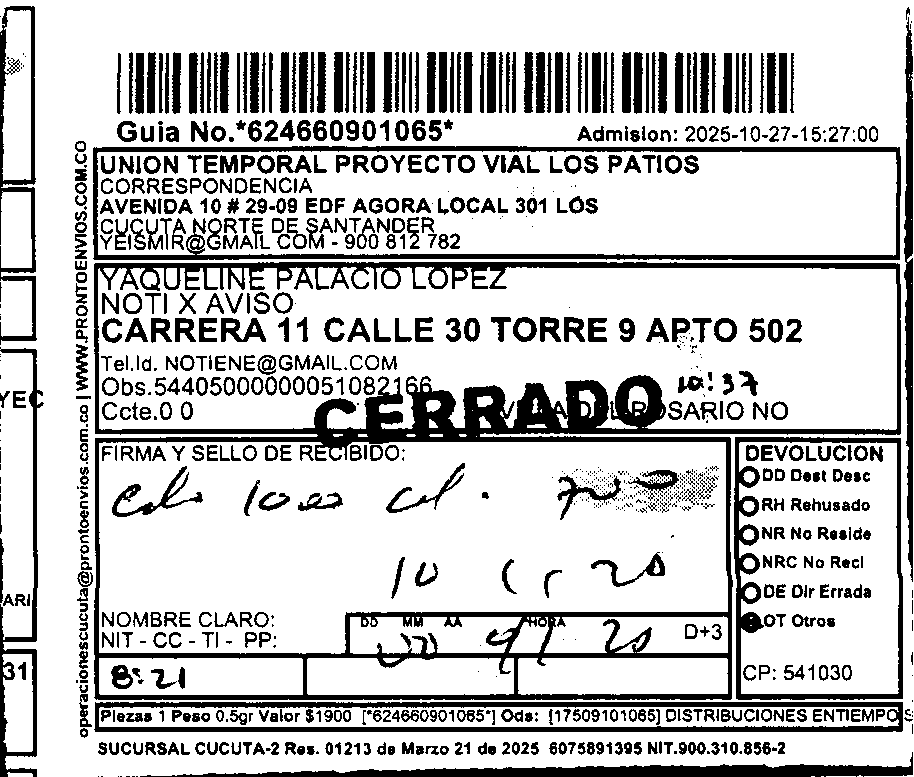 Guia No.*624660901065*
Admision: 2025-10-27-15:27:00
UNION TEMPORAL PROYECTO VIAL LOS PATIOS
CORRESPONDENCIA
AVENIDA 10 # 29-09 EDF AGORA LOCAL 301 LOS
CUCUTA NORTE DE SANTANDER
YEISMIR@GMAIL COM - 900 812 782
YAQUELINE PALACIO LOPEZ
NOTI X AVISO
CARRERA 11 CALLE 30 TORRE 9 APTO 502
Tel.Id. NOTIENE@GMAIL.COM
Obs.54405000000051082166
10:37
CERRADO
Ccte.0 0
DEL ROSARIO NO
FIRMA Y SELLO DE RECIBIDO:
NOMBRE CLARO:
NIT - CC - TI - PP:
DD MM AA HORA
D+3
8:21
DEVOLUCION
DD Dest Desc
RH Rehusado
NR No Reside
NRC No Recl
DE Dir Errada
OT Otros
CP: 541030
Piezas 1 Peso 0.5gr Valor $1900 [*624660901065*] Ods: [17509101065] DISTRIBUCIONES ENTIEMPO S
SUCURSAL CUCUTA-2 Res. 01213 de Marzo 21 de 2025 6075891395 NIT.900.310.856-2
operacionescucuta@prontoenvios.com.co | WWW.PRONTOENVIOS.COM.CO
YEC
ARI
31